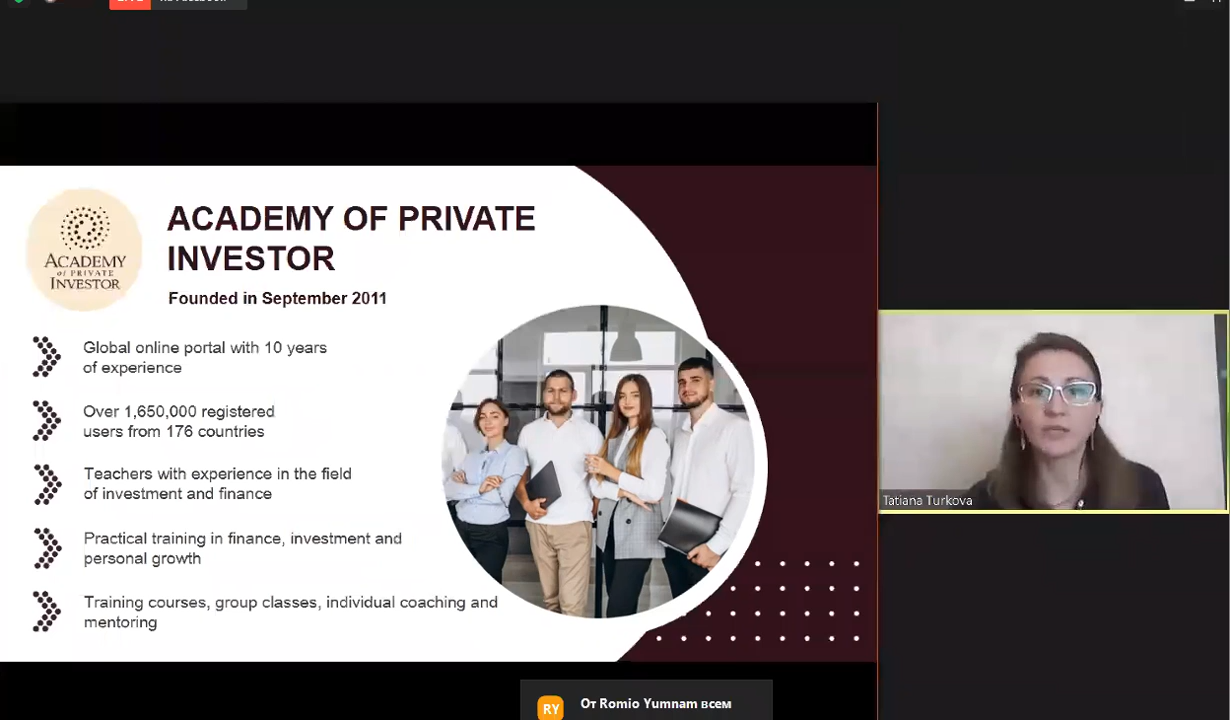 ACADEMY
OF PRIVATE
INVESTOR
ACADEMY OF PRIVATE
INVESTOR
Founded in September 2011
Global online portal with 10 years
of experience
Over 1,650,000 registered
users from 176 countries
Teachers with experience in the field
of investment and finance
Practical training in finance, investment and
personal growth
Training courses, group classes, individual coaching and
mentoring
Tatiana Turkova
RY
От Romio Yumnam всем